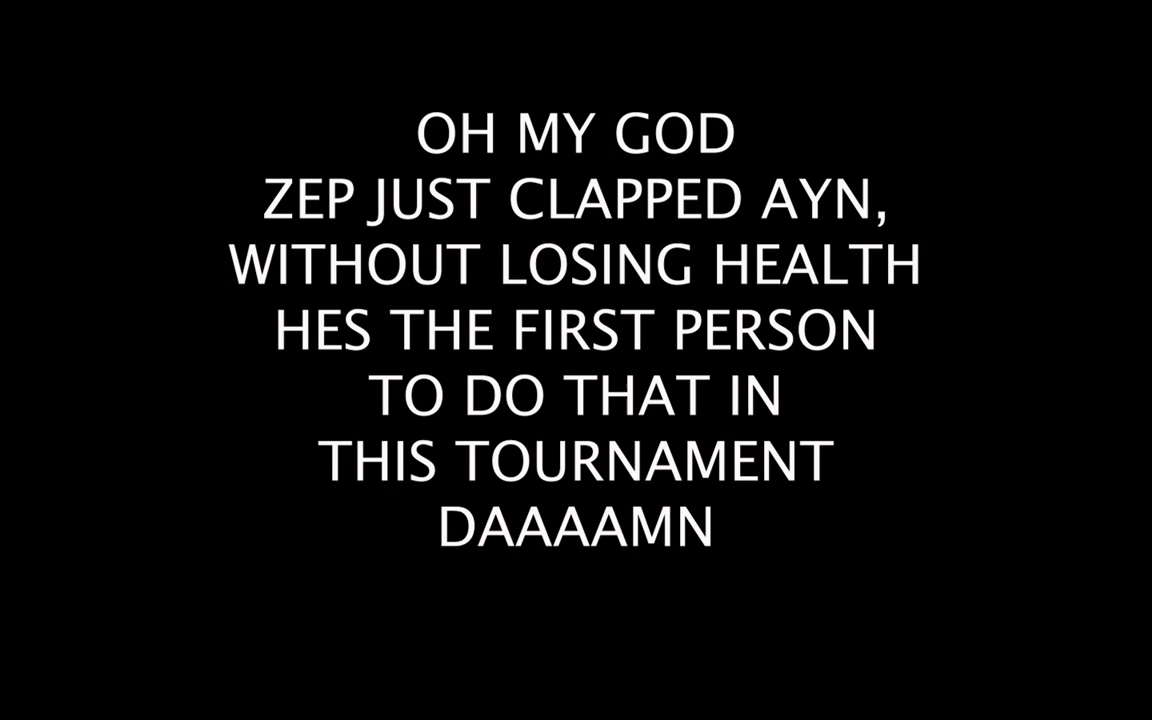 OH MY GOD
ZEP JUST CLAPPED AYN,
WITHOUT LOSING HEALTH
HES THE FIRST PERSON
TO DO THAT IN
THIS TOURNAMENT
DAAAAMN